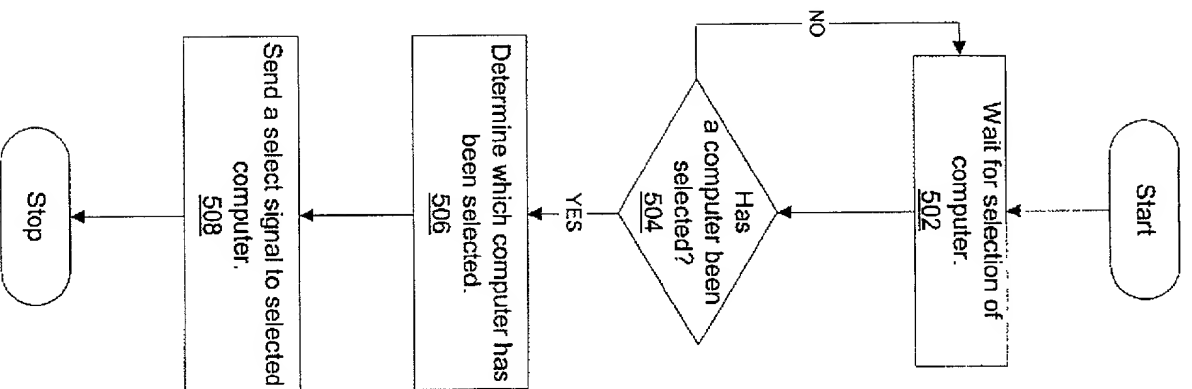 Start
Wait for selection of
computer.
502
Has
a computer been
selected?
504
NO
YES
Determine which computer has
been selected.
506
Send a select signal to selected
computer.
508
Stop